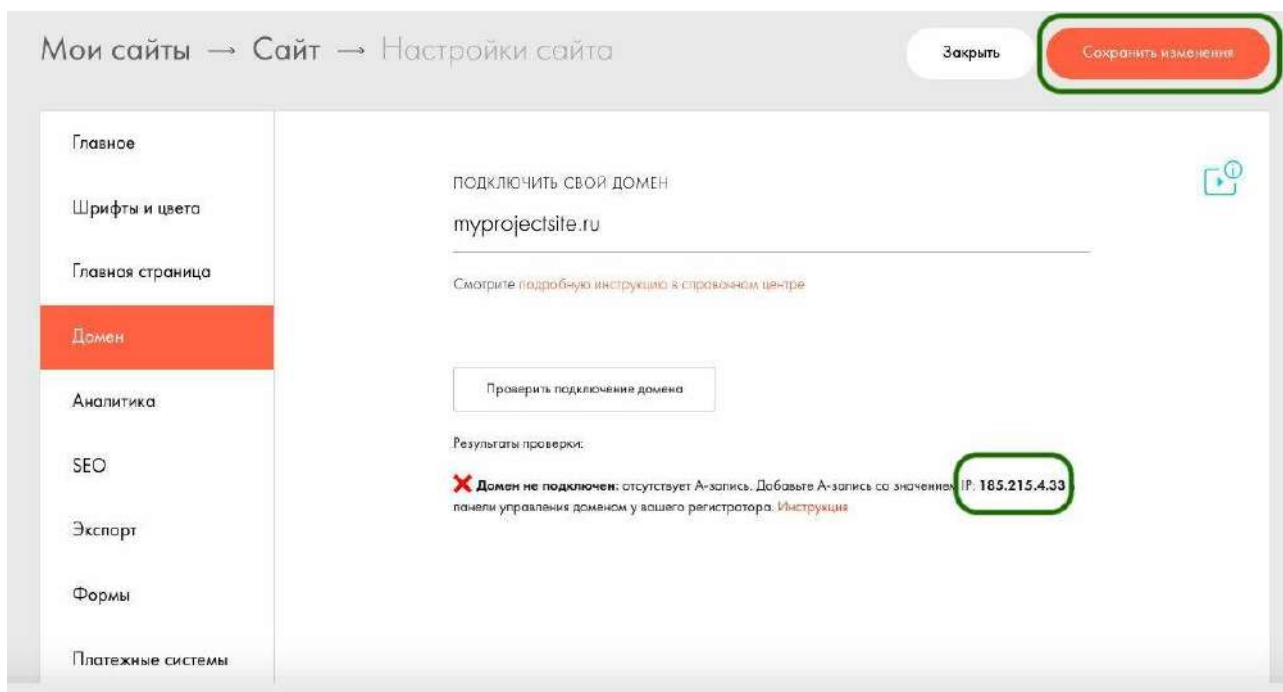 Мои сайты → Сайт → Настройки сайта
Закрыть
Сохранить изменения
Главное
Шрифты и цвета
Главная страница
Домен
Аналитика
SEO
Экспорт
Формы
Платежные системы
ПОДКЛЮЧИТЬ СВОЙ ДОМЕН
myprojectsite.ru
Смотрите подробную инструкцию в справочном центре
Проверить подключение домена
Результаты проверки:
Домен не подключен: отсутствует А-запись. Добавьте А-запись со значением IP: 185.215.4.33
панели управления доменом у вашего регистратора. Инструкция